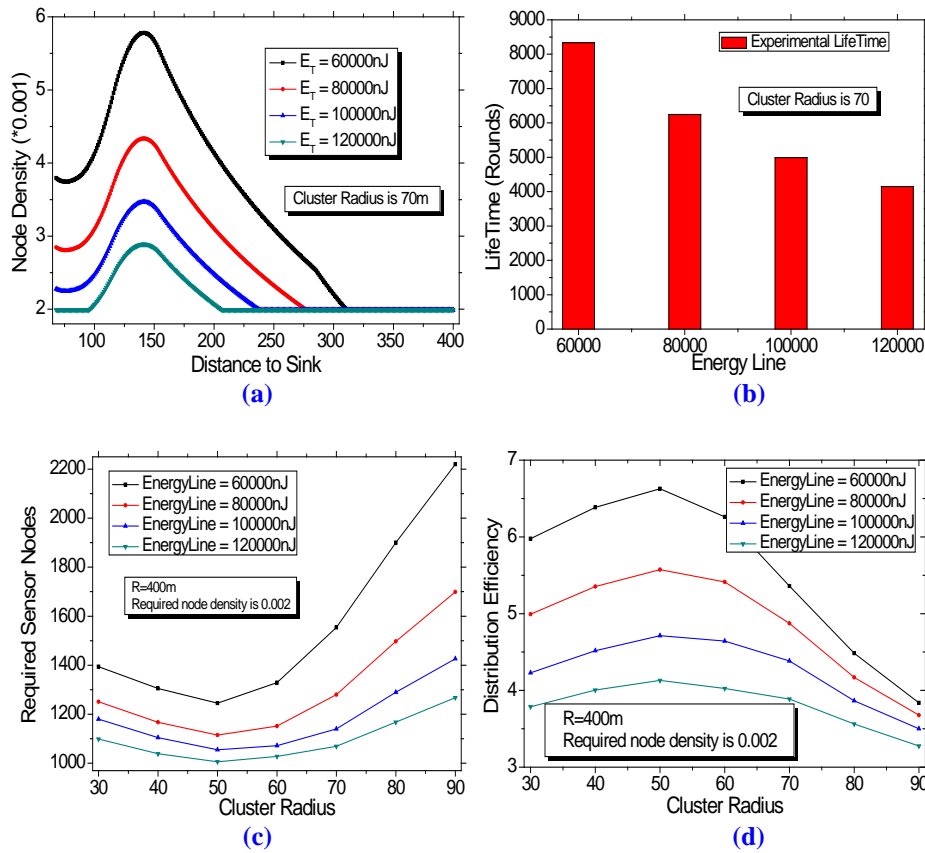 Node Density (*0.001)
6
5
4
3
2
E_T = 60000nJ
E_T = 80000nJ
E_T = 100000nJ
E_T = 120000nJ
Cluster Radius is 70m
100 150 200 250 300 350 400
Distance to Sink
(a)
LifeTime (Rounds)
9000
8000
7000
6000
5000
4000
3000
2000
1000
0
Experimental LifeTime
Cluster Radius is 70
60000 80000 100000 120000
Energy Line
(b)
Required Sensor Nodes
2200
2000
1800
1600
1400
1200
1000
EnergyLine = 60000nJ
EnergyLine = 80000nJ
EnergyLine = 100000nJ
EnergyLine = 120000nJ
R=400m
Required node density is 0.002
30 40 50 60 70 80 90
Cluster Radius
(c)
Distribution Efficiency
7
6
5
4
3
EnergyLine = 60000nJ
EnergyLine = 80000nJ
EnergyLine = 100000nJ
EnergyLine = 120000nJ
R=400m
Required node density is 0.002
30 40 50 60 70 80 90
Cluster Radius
(d)